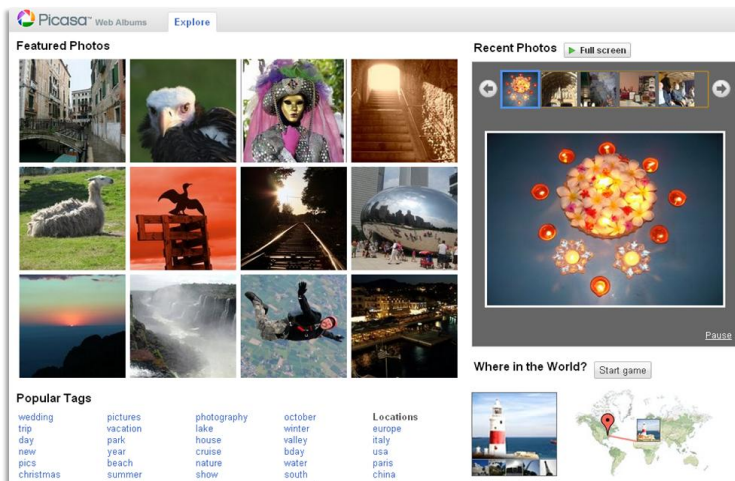 Picasa™ Web Albums
Explore
Featured Photos
Recent Photos
Full screen
Pause
Where in the World?
Start game
Popular Tags
wedding pictures photography october Locations
trip vacation lake winter europe
day park house valley italy
new year cruise bday usa
pics beach nature water paris
christmas summer show south china